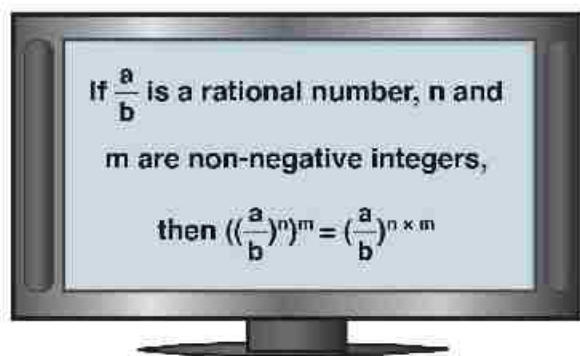 If a/b is a rational number, n and
m are non-negative integers,
then ((a/b)ⁿ)ᵐ = (a/b)ⁿ ˣ ᵐ